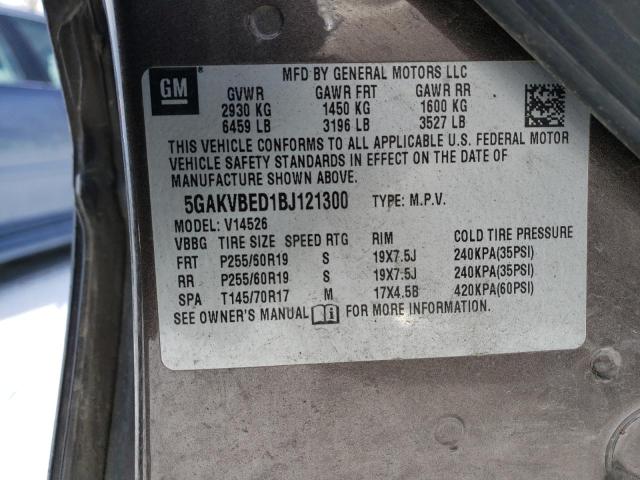 GM
MFD BY GENERAL MOTORS LLC
GVWR GAWR FRT GAWR RR
2930 KG 1450 KG 1600 KG
6459 LB 3196 LB 3527 LB
THIS VEHICLE CONFORMS TO ALL APPLICABLE U.S. FEDERAL MOTOR
VEHICLE SAFETY STANDARDS IN EFFECT ON THE DATE OF
MANUFACTURE SHOWN ABOVE.
5GAKVBED1BJ121300 TYPE: M.P.V.
MODEL: V14526
VBBG TIRE SIZE SPEED RTG RIM COLD TIRE PRESSURE
FRT P255/60R19 S 19X7.5J 240KPA(35PSI)
RR P255/60R19 S 19X7.5J 240KPA(35PSI)
SPA T145/70R17 M 17X4.5B 420KPA(60PSI)
SEE OWNER'S MANUAL FOR MORE INFORMATION.